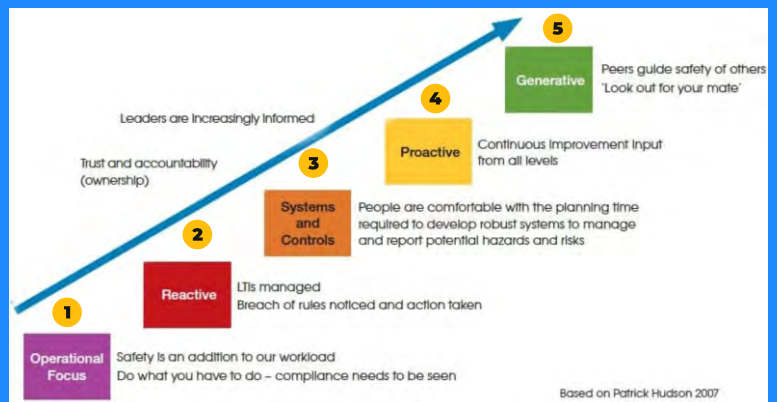 5
Generative
Peers guide safety of others
'Look out for your mate'
4
Leaders are increasingly informed
Proactive
Continuous improvement input
from all levels
Trust and accountability
(ownership)
3
Systems
and
Controls
People are comfortable with the planning time
required to develop robust systems to manage
and report potential hazards and risks
2
Reactive
LTIs managed
Breach of rules noticed and action taken
1
Operational
Focus
Safety is an addition to our workload
Do what you have to do – compliance needs to be seen
Based on Patrick Hudson 2007